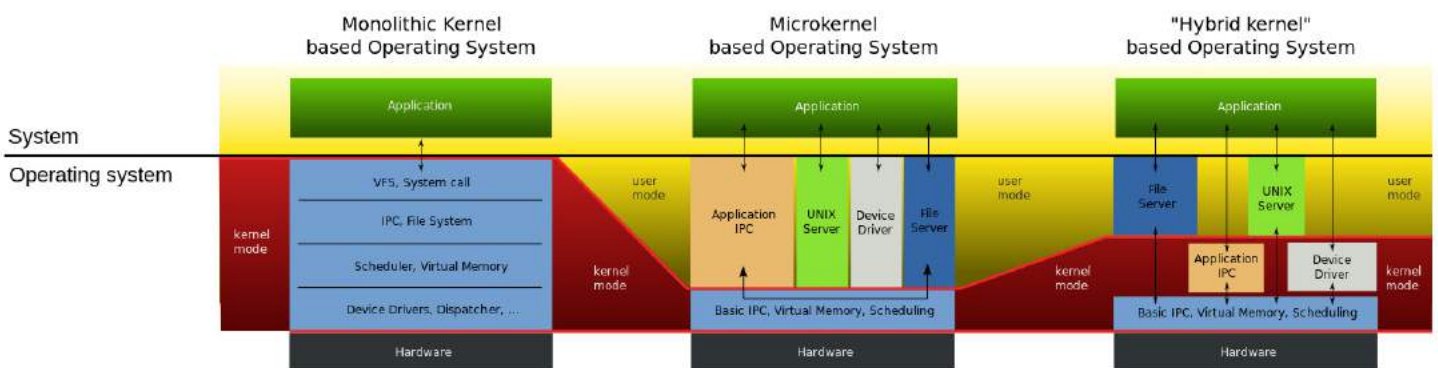 Monolithic Kernel
based Operating System
Microkernel
based Operating System
"Hybrid kernel"
based Operating System
Application
Application
Application
System
Operating system
kernel
mode
VFS, System call
IPC, File System
Scheduler, Virtual Memory
Device Drivers, Dispatcher, ...
Hardware
user
mode
kernel
mode
Application
IPC
UNIX
Server
Device
Driver
File
Server
Basic IPC, Virtual Memory, Scheduling
Hardware
user
mode
kernel
mode
File
Server
UNIX
Server
Application
IPC
Device
Driver
Basic IPC, Virtual Memory, Scheduling
Hardware
user
mode
kernel
mode